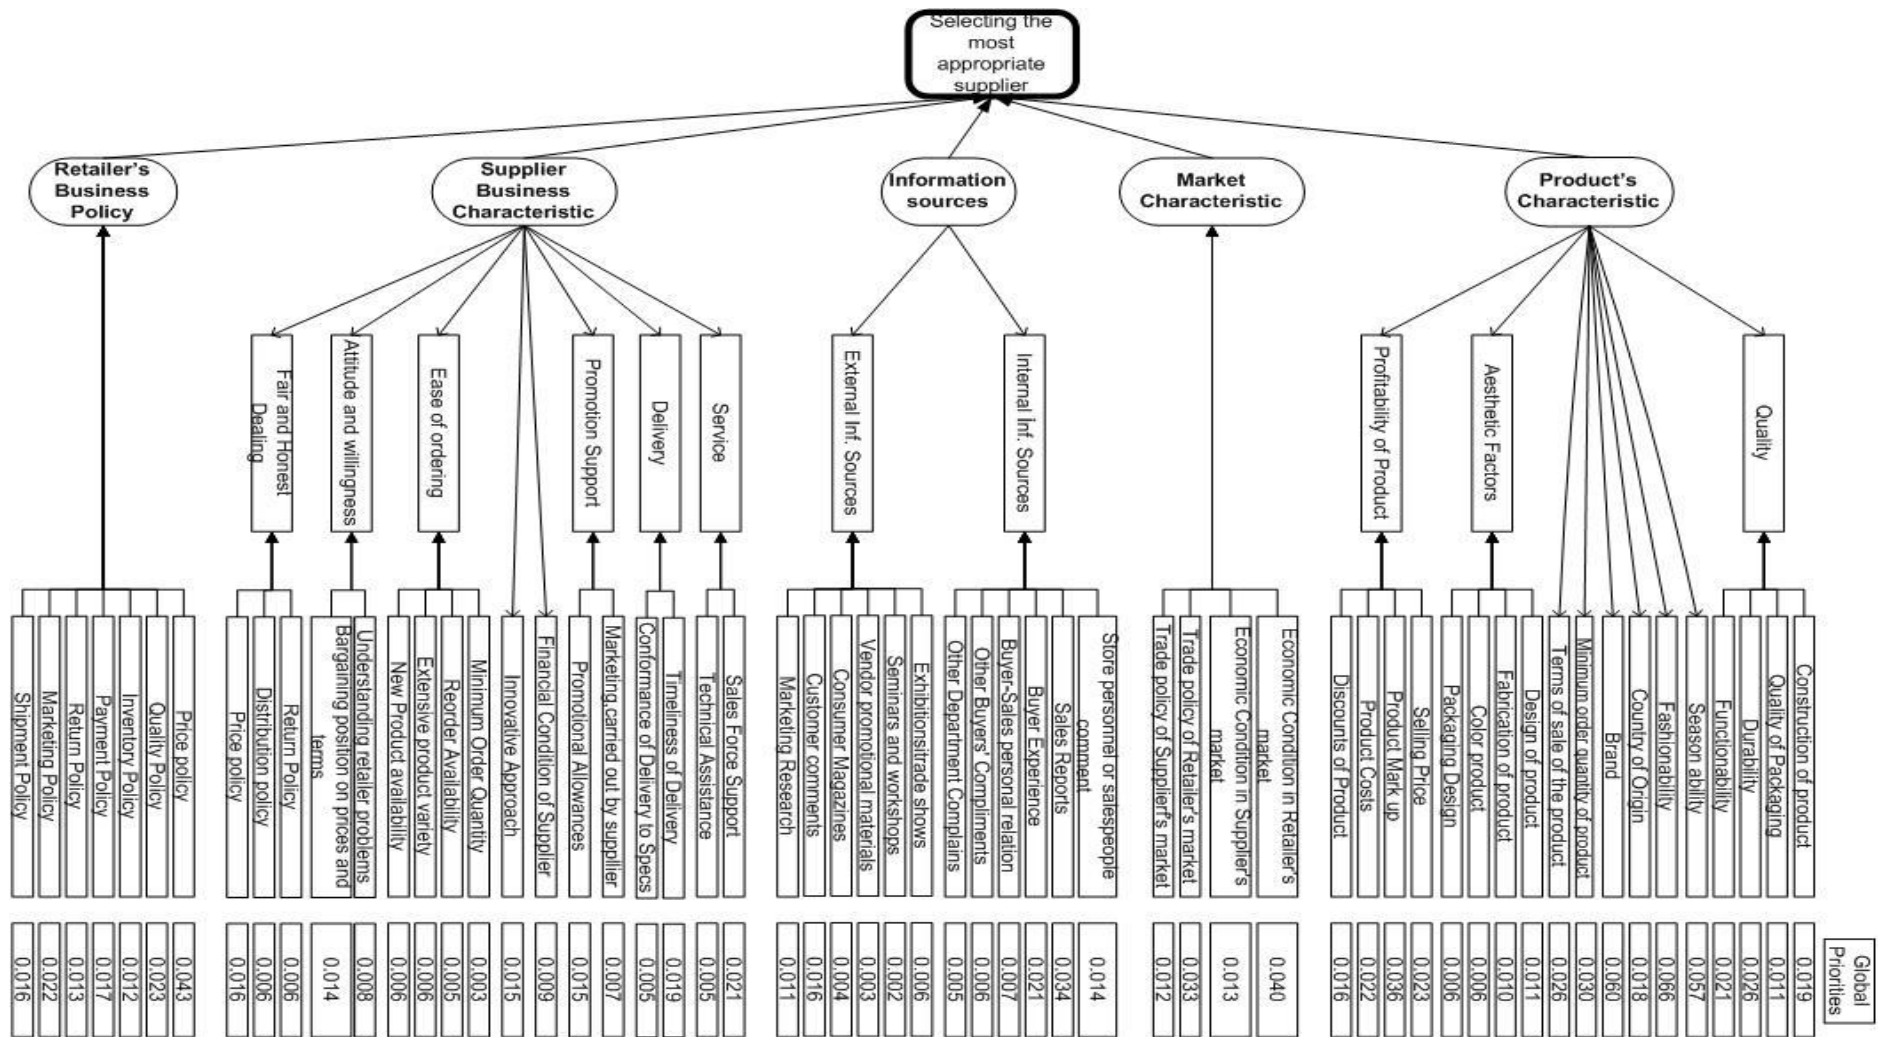 Selecting the
most
appropriate
supplier
Retailer's
Business
Policy
Supplier
Business
Characteristic
Information
sources
Market
Characteristic
Product's
Characteristic
Fair and Honest
Dealing
Attitude and willingness
Ease of ordering
Promotion Support
Delivery
Service
External Inf. Sources
Internal İnf. Sources
Profitability of Product
Aesthetic Factors
Quality
Shipment Policy
Marketing Policy
Return Policy
Payment Policy
Inventory Policy
Quality Policy
Price policy
Price policy
Distribution policy
Return Policy
Bargaining position on prices and
terms
Understanding retailer problems
New Product availability
Extensive product variety
Reorder Availability
Minimum Order Quantity
Innovative Approach
Financial Condition of Supplier
Promotional Allowances
Marketing,carried out by suppllier
Conformance of Delivery to Specs
Timeliness of Delivery
Technical Assistance
Sales Force Support
Marketing Research
Customer comments
Consumer Magazines
Vendor promotional materials
Seminars and workshops
Exhibitionsitrade shows
Other Department Complains
Other Buyers' Compliments
Buyer-Sales personal relation
Buyer Experience
Sales Reports
Store personnel or salespeople
comment
Trade policy of Supplierf's market
Trade policy of Retailer's market
Economic Condition in Supplier's
market
Economic Condition in Retailer's
market
Discounts of Product
Product Costs
Product Mark up
Selling Price
Packaging Design
Color product
Fabrication of product
Design of product
Terms of sale of the product
Minimum order quantity of product
Brand
Country of Origin
Fashionability
Season ability
Functionability
Durability
Quality of Packaging
Construction of product
0,016
0,022
0,013
0,017
0,012
0,023
0,043
0,016
0,006
0,006
0,014
0,008
0,006
0,006
0,005
0,003
0,015
0,009
0,015
0,007
0,005
0,019
0,005
0,021
0,011
0,016
0,004
0,003
0,002
0,006
0,005
0,006
0,007
0,021
0,034
0,014
0,012
0,033
0,013
0,040
0,016
0,022
0,036
0,023
0,006
0,006
0,010
0,011
0,026
0,030
0,060
0,018
0,066
0,057
0,021
0,026
0,011
0,019
Global
Priorities